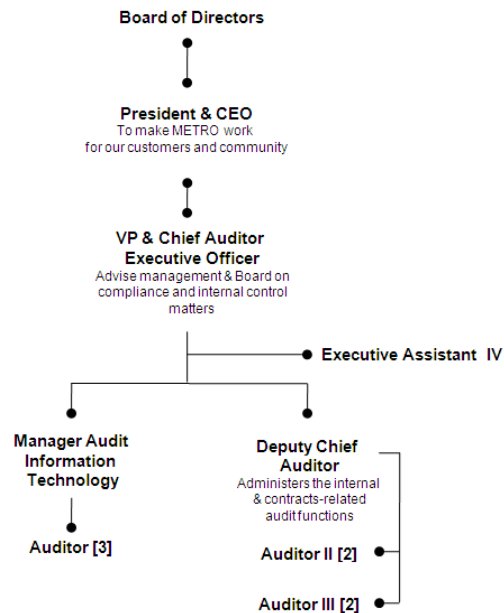 Board of Directors
President & CEO
To make METRO work
for our customers and community
VP & Chief Auditor
Executive Officer
Advise management & Board on
compliance and internal control
matters
Executive Assistant IV
Manager Audit
Information
Technology
Auditor [3]
Deputy Chief
Auditor
Administers the internal
& contracts-related
audit functions
Auditor II [2]
Auditor III [2]